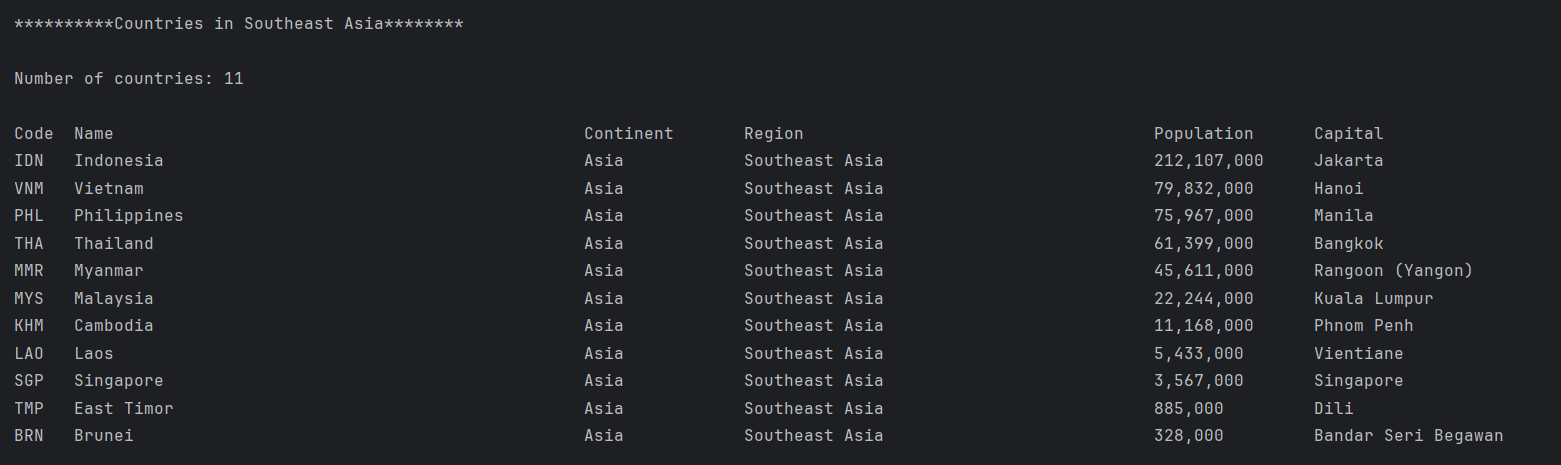 **********Countries in Southeast Asia********
Number of countries: 11
Code Name Continent Region Population Capital
IDN Indonesia Asia Southeast Asia 212,107,000 Jakarta
VNM Vietnam Asia Southeast Asia 79,832,000 Hanoi
PHL Philippines Asia Southeast Asia 75,967,000 Manila
THA Thailand Asia Southeast Asia 61,399,000 Bangkok
MMR Myanmar Asia Southeast Asia 45,611,000 Rangoon (Yangon)
MYS Malaysia Asia Southeast Asia 22,244,000 Kuala Lumpur
KHM Cambodia Asia Southeast Asia 11,168,000 Phnom Penh
LAO Laos Asia Southeast Asia 5,433,000 Vientiane
SGP Singapore Asia Southeast Asia 3,567,000 Singapore
TMP East Timor Asia Southeast Asia 885,000 Dili
BRN Brunei Asia Southeast Asia 328,000 Bandar Seri Begawan